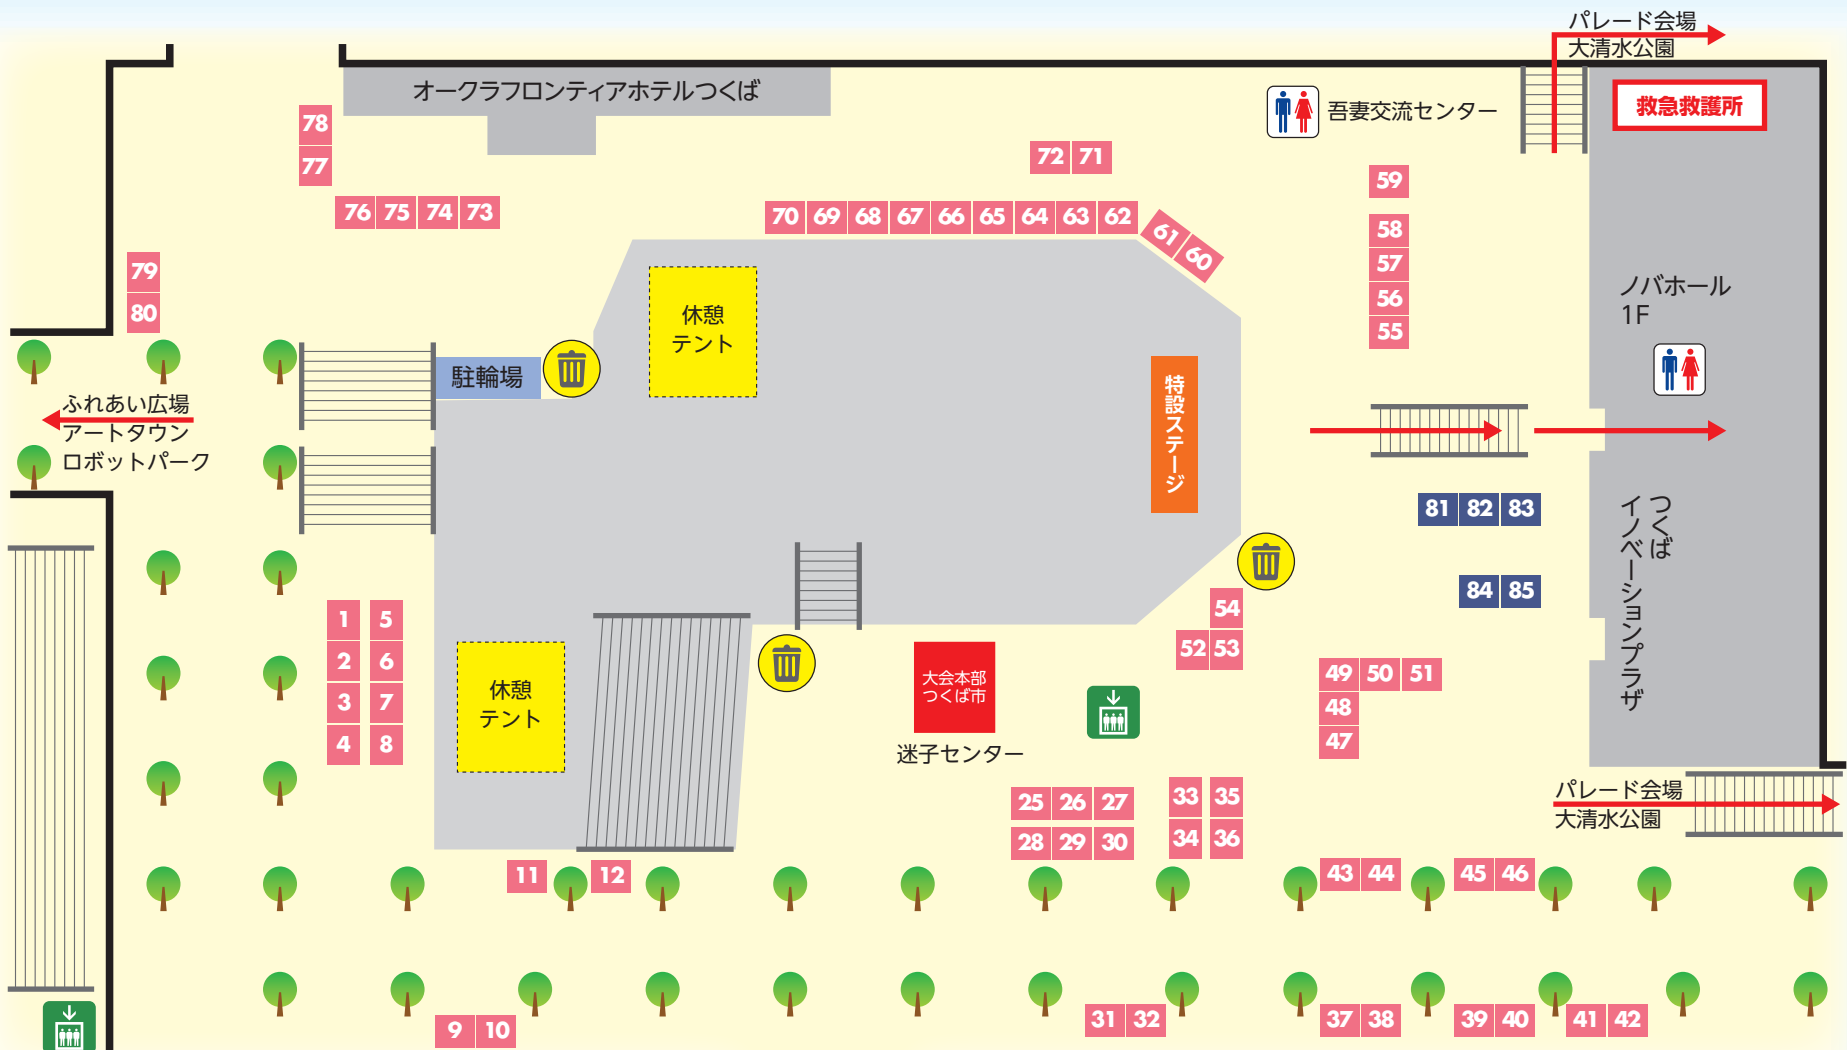 パレード会場
大清水公園
オークラフロンティアホテルつくば
吾妻交流センター
救急救護所
78
77
72 71
59
76 75 74 73
70 69 68 67 66 65 64 63 62
61 60
58
57
56
55
79
80
ノバホール
1F
休憩
テント
駐輪場
特設ステージ
ふれあい広場
アートタウン
ロボットパーク
81 82 83
84 85
つくば
イノベーションプラザ
1 5
2 6
3 7
4 8
54
52 53
休憩
テント
大会本部
つくば市
迷子センター
49 50 51
48
47
25 26 27
28 29 30
33 35
34 36
パレード会場
大清水公園
11 12
43 44
45 46
9 10
31 32
37 38
39 40
41 42